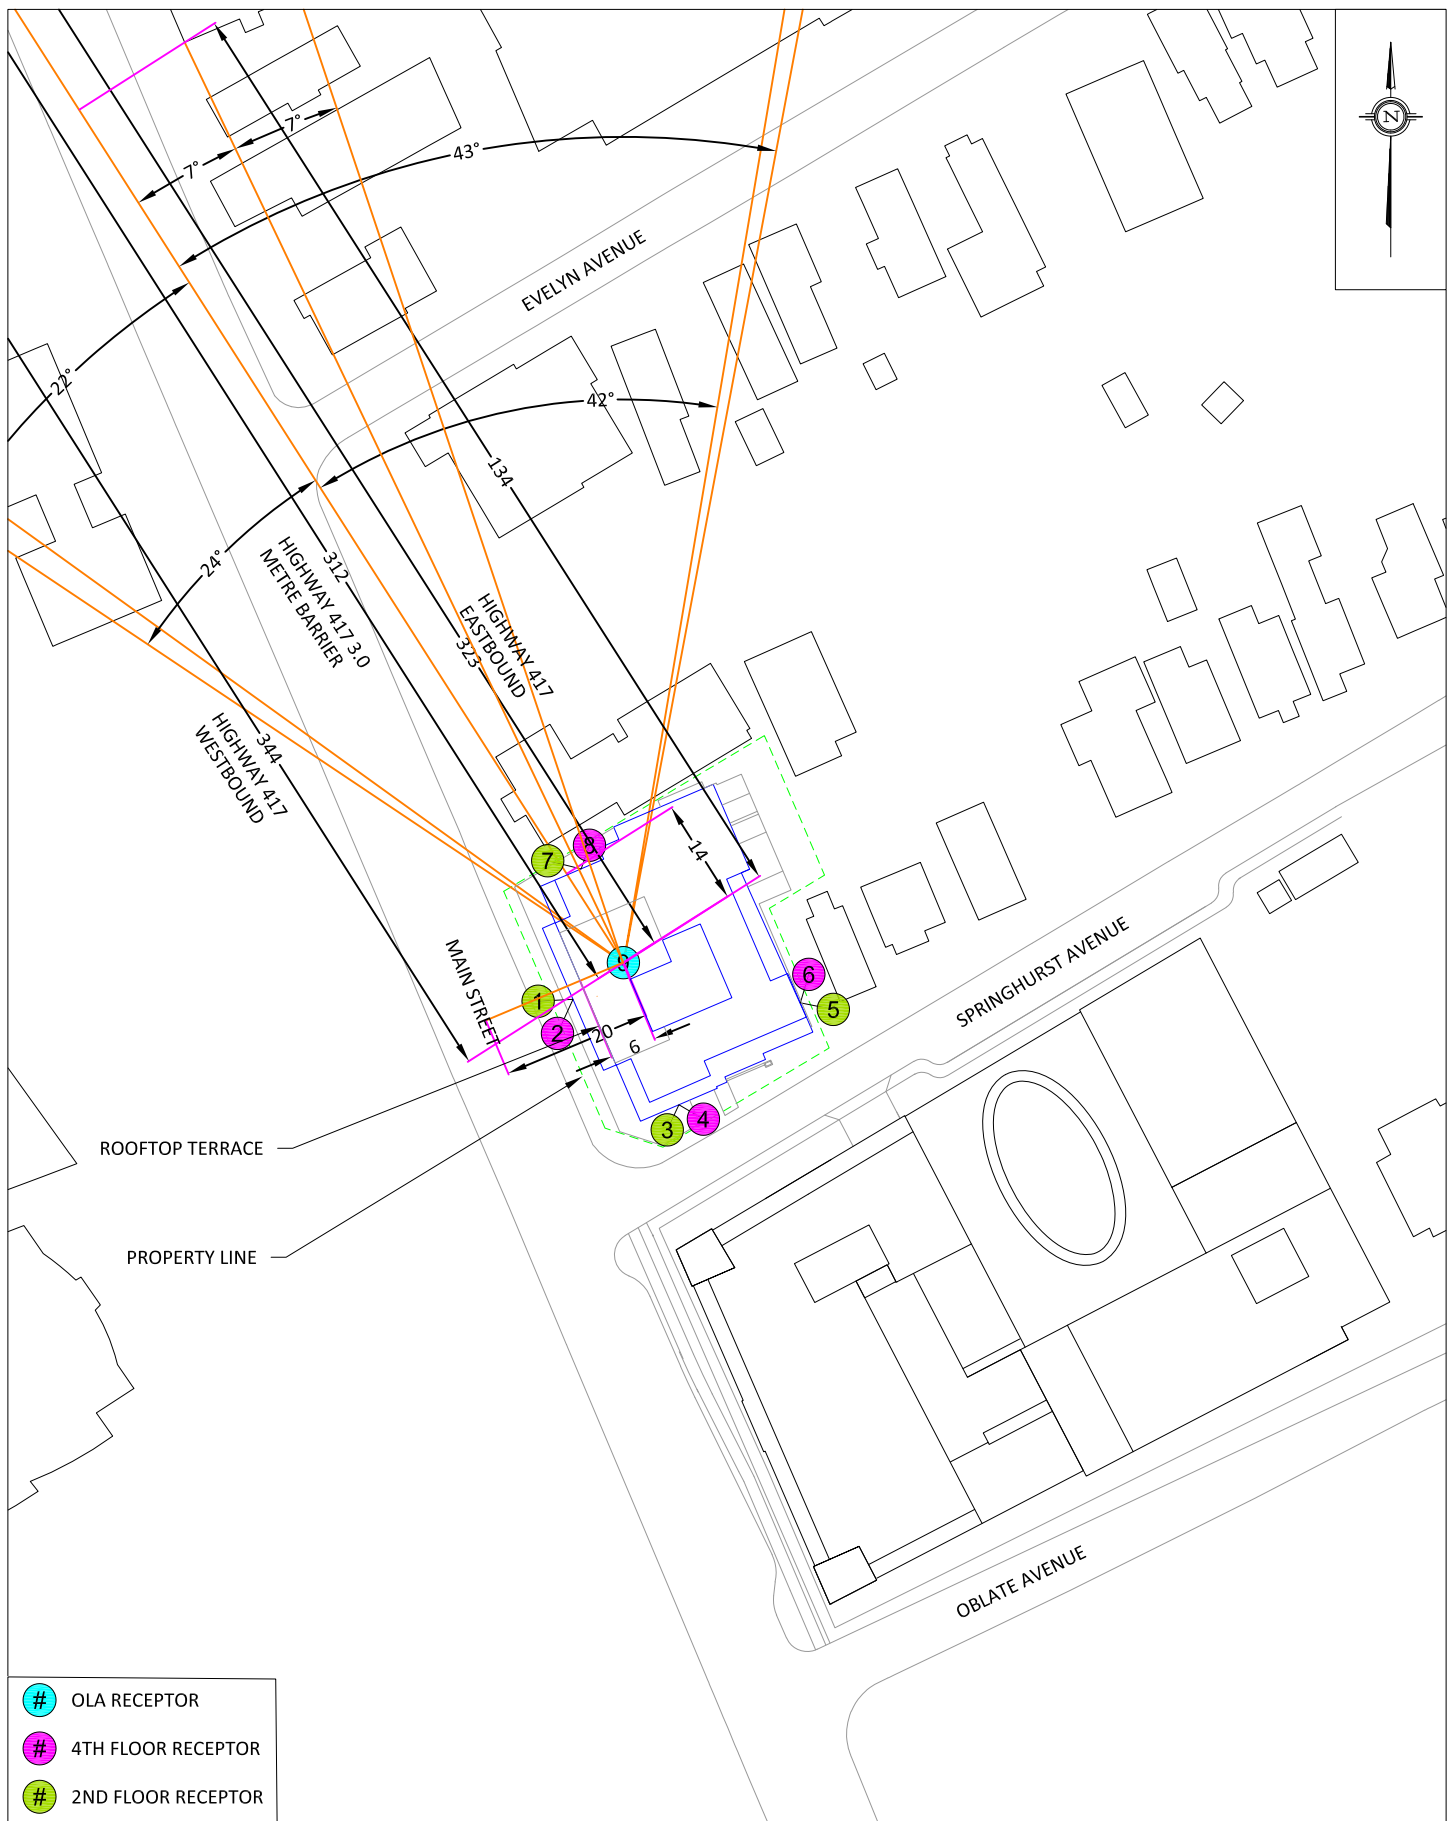 N
7°
7°
43°
EVELYN AVENUE
22°
42°
134
24°
312
HIGHWAY 417 3.0
METRE BARRIER
HIGHWAY 417
EASTBOUND
323
344
HIGHWAY 417
WESTBOUND
8
7
14
MAIN STREET
9
6
1
5
2
20
6
SPRINGHURST AVENUE
3
4
ROOFTOP TERRACE
PROPERTY LINE
OBLATE AVENUE
# OLA RECEPTOR
# 4TH FLOOR RECEPTOR
# 2ND FLOOR RECEPTOR